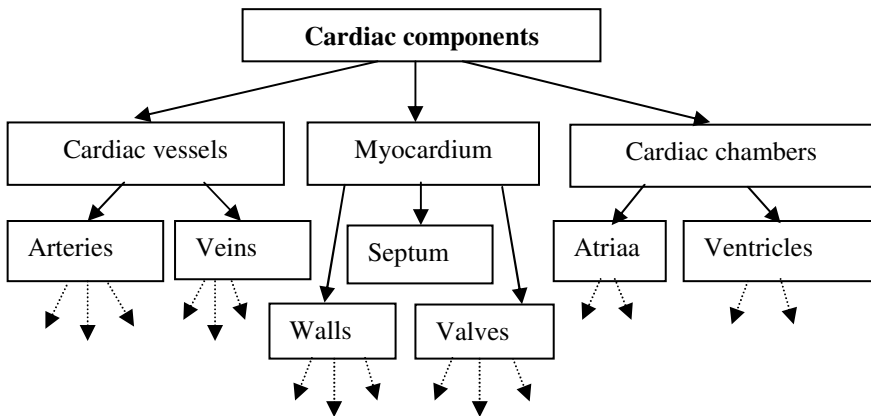 Cardiac components
Cardiac vessels
Myocardium
Cardiac chambers
Arteries
Veins
Septum
Atriaa
Ventricles
Walls
Valves